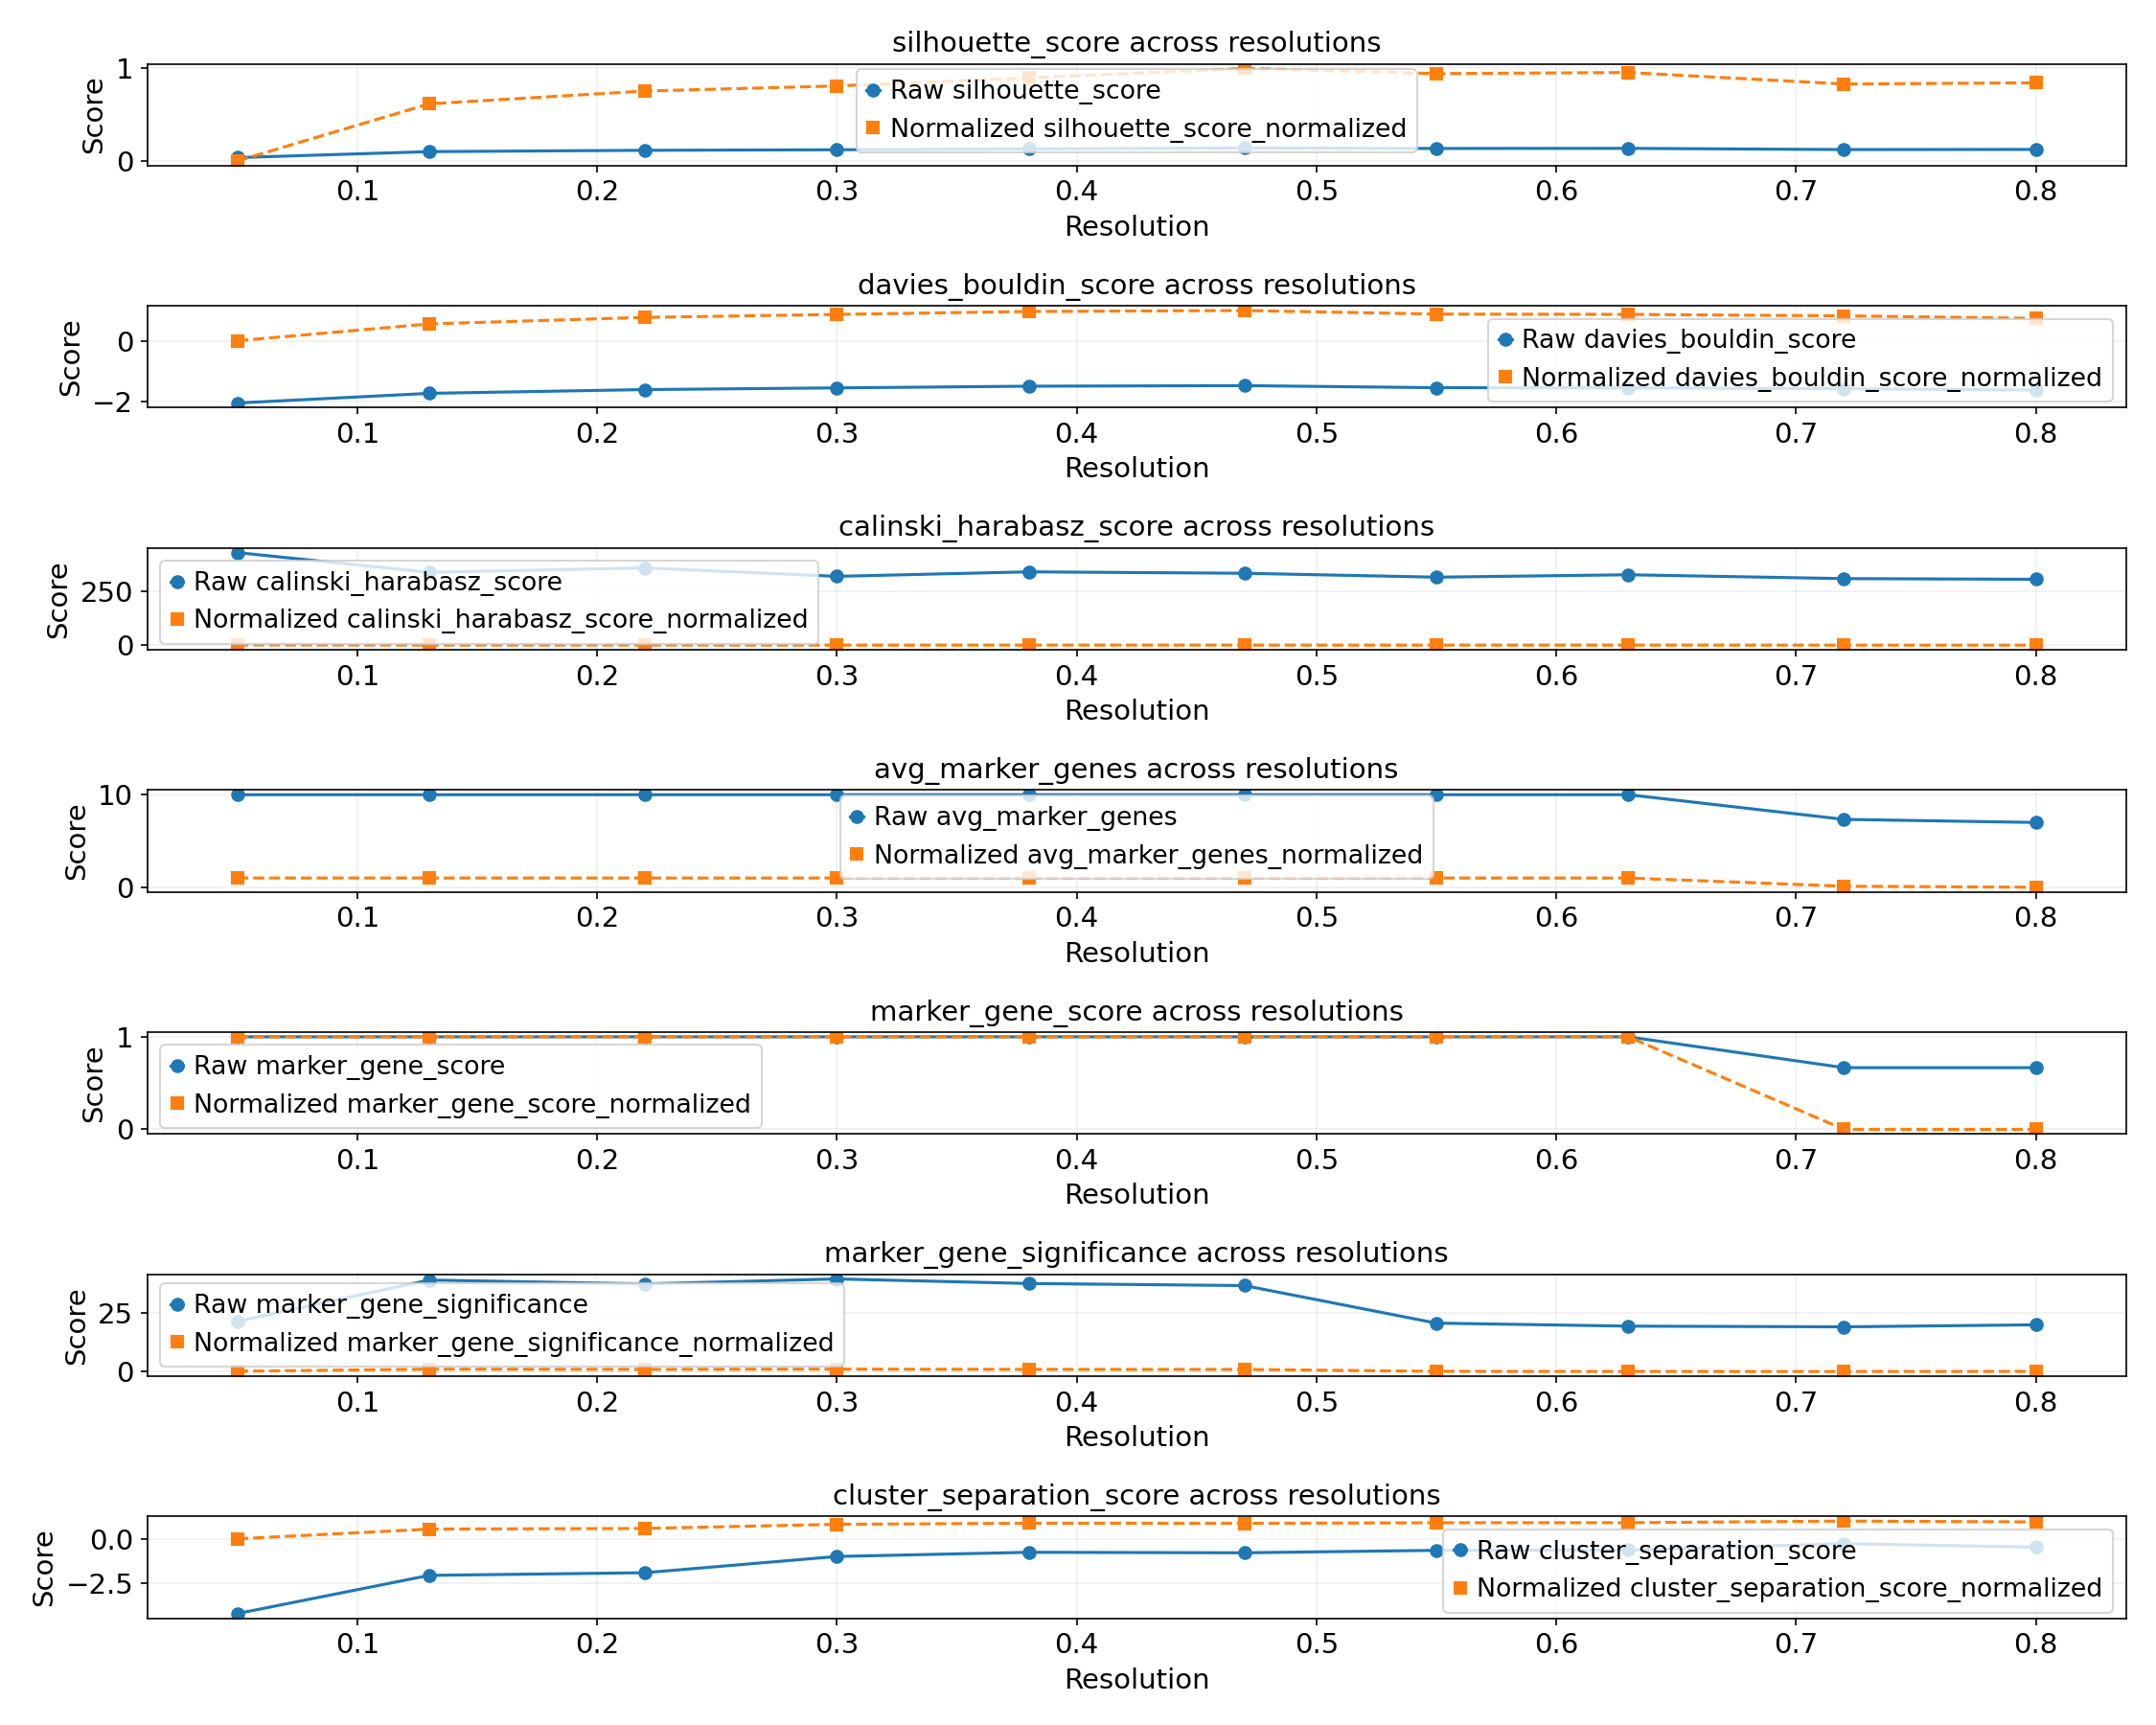 silhouette_score across resolutions
1
0
Score
Raw silhouette_score
Normalized silhouette_score_normalized
0.1 0.2 0.3 0.4 0.5 0.6 0.7 0.8
Resolution
davies_bouldin_score across resolutions
0
−2
Score
Raw davies_bouldin_score
Normalized davies_bouldin_score_normalized
0.1 0.2 0.3 0.4 0.5 0.6 0.7 0.8
Resolution
calinski_harabasz_score across resolutions
250
0
Score
Raw calinski_harabasz_score
Normalized calinski_harabasz_score_normalized
0.1 0.2 0.3 0.4 0.5 0.6 0.7 0.8
Resolution
avg_marker_genes across resolutions
10
0
Score
Raw avg_marker_genes
Normalized avg_marker_genes_normalized
0.1 0.2 0.3 0.4 0.5 0.6 0.7 0.8
Resolution
marker_gene_score across resolutions
1
0
Score
Raw marker_gene_score
Normalized marker_gene_score_normalized
0.1 0.2 0.3 0.4 0.5 0.6 0.7 0.8
Resolution
marker_gene_significance across resolutions
25
0
Score
Raw marker_gene_significance
Normalized marker_gene_significance_normalized
0.1 0.2 0.3 0.4 0.5 0.6 0.7 0.8
Resolution
cluster_separation_score across resolutions
0.0
−2.5
Score
Raw cluster_separation_score
Normalized cluster_separation_score_normalized
0.1 0.2 0.3 0.4 0.5 0.6 0.7 0.8
Resolution